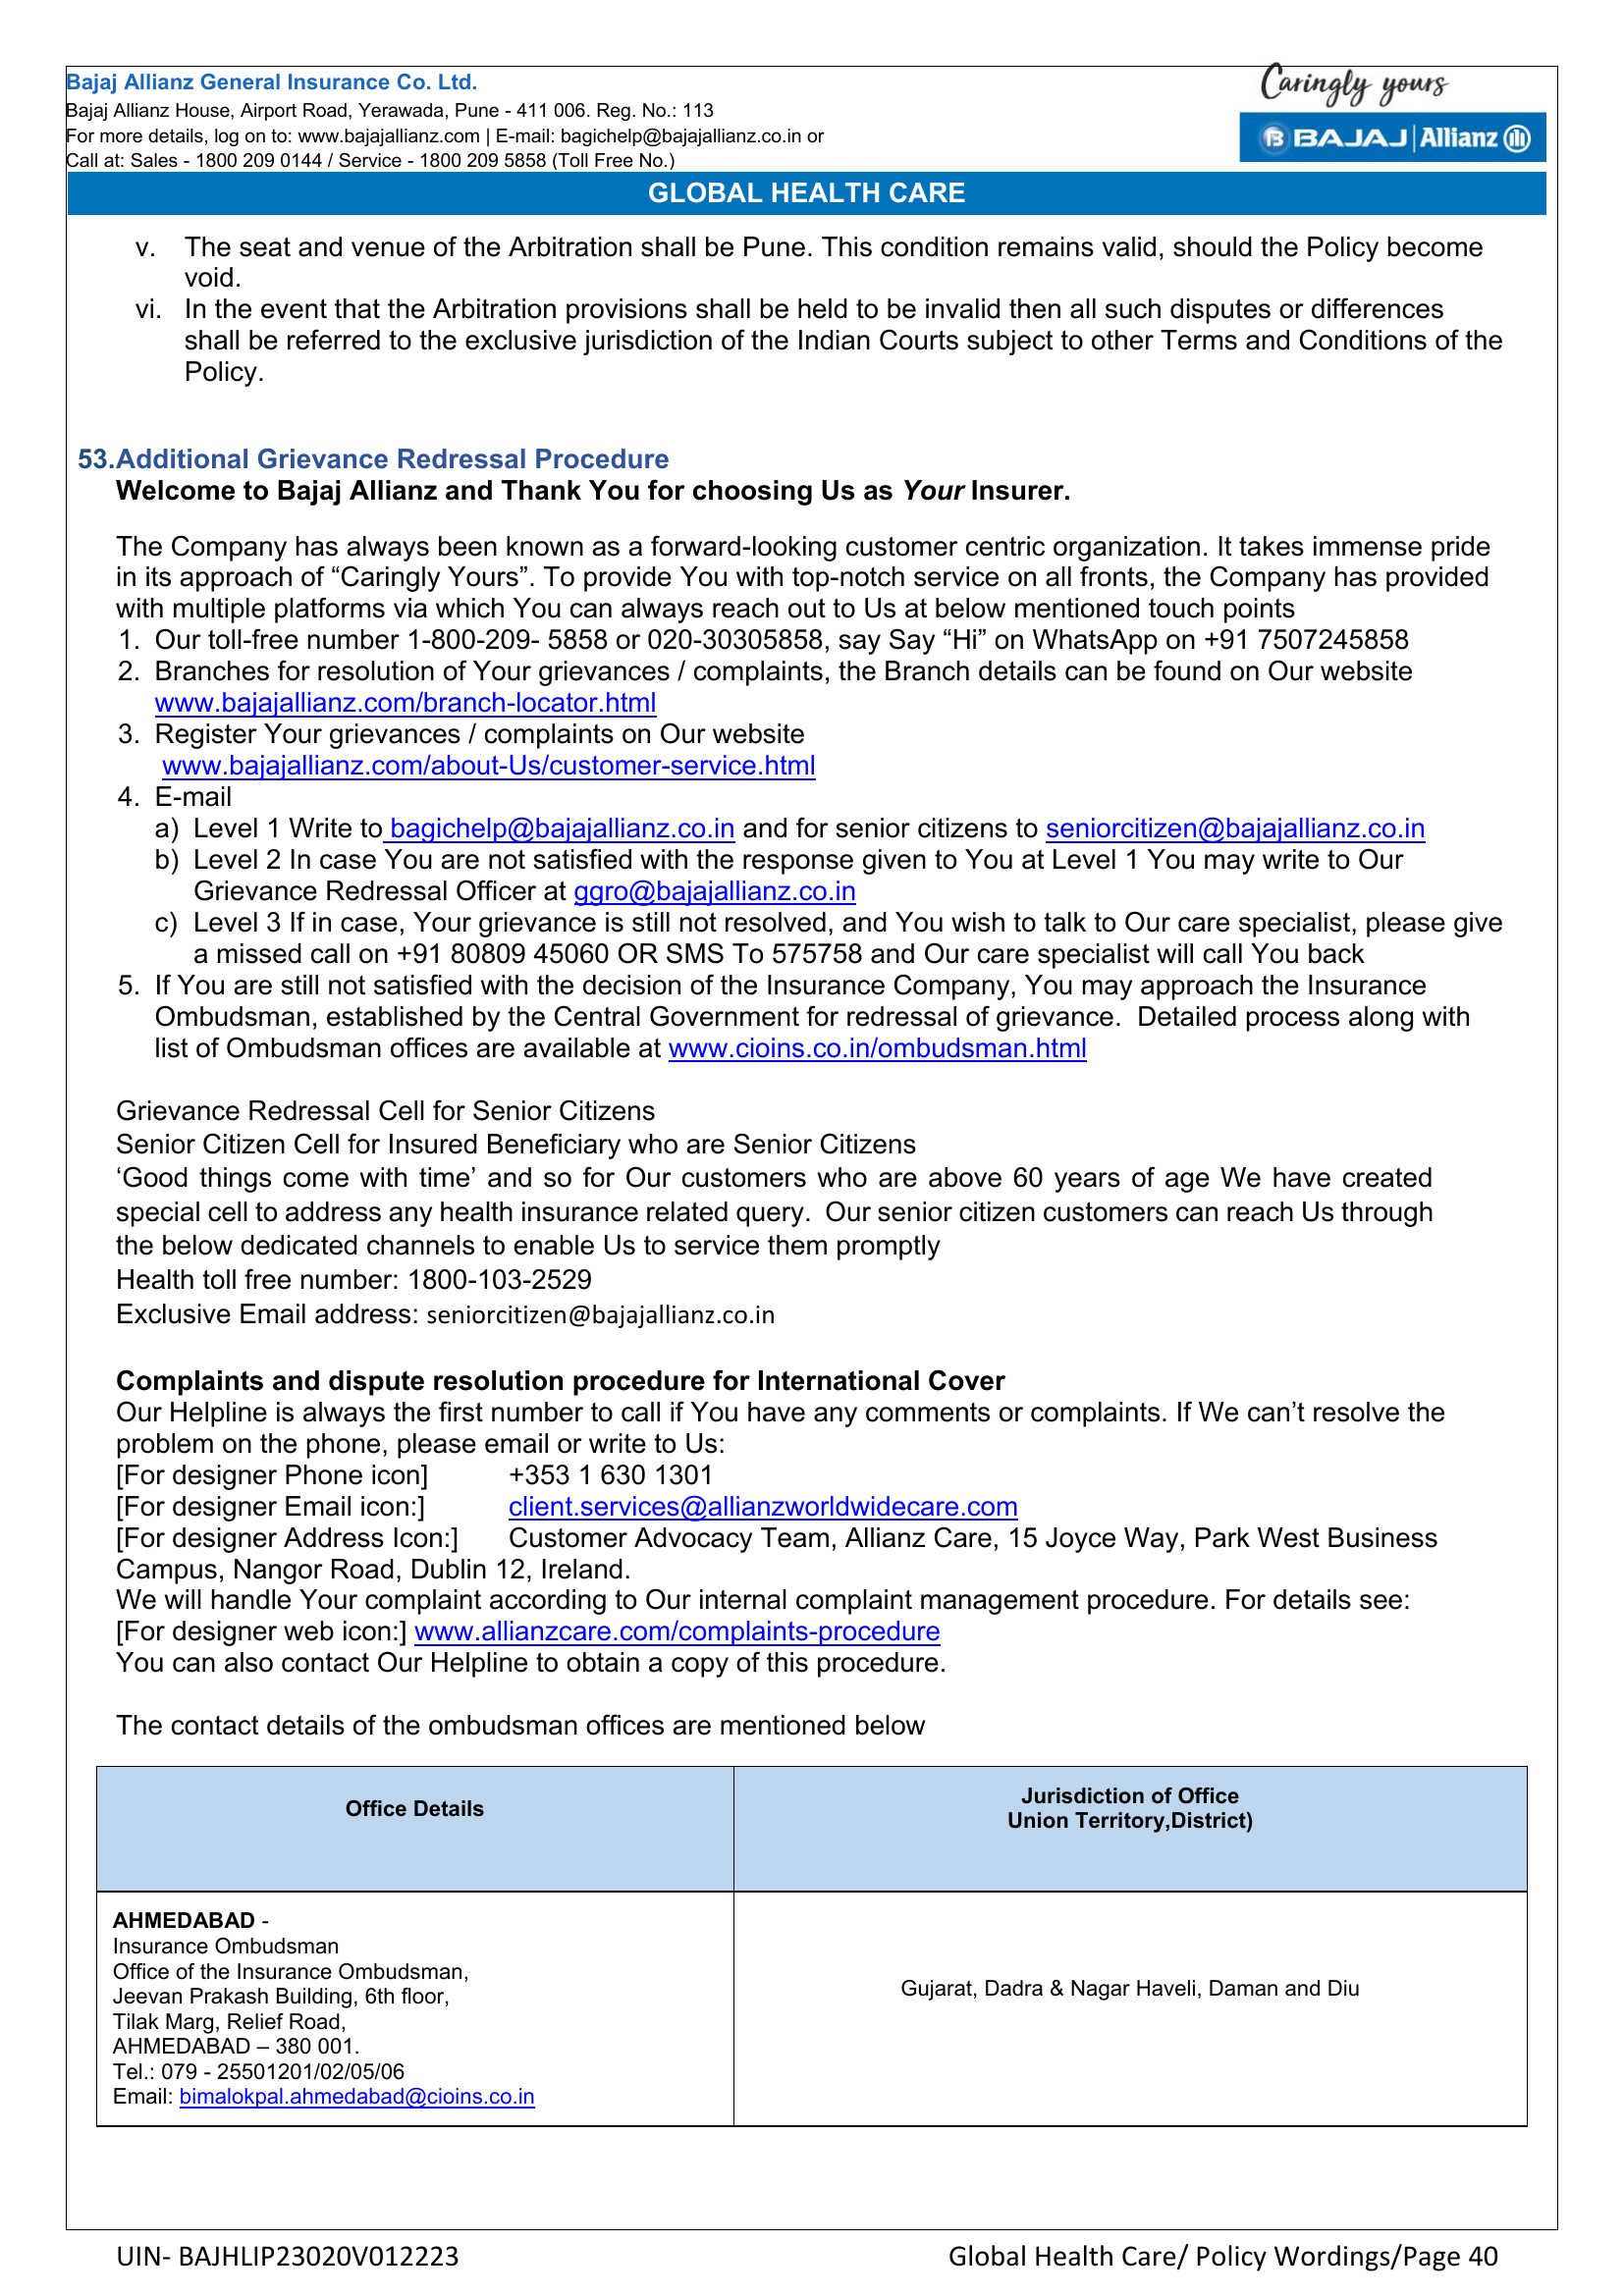 Bajaj Allianz General Insurance Co. Ltd.
Bajaj Allianz House, Airport Road, Yerawada, Pune - 411 006. Reg. No.: 113
For more details, log on to: www.bajajallianz.com | E-mail: bagichelp@bajajallianz.co.in or
Call at: Sales - 1800 209 0144 / Service - 1800 209 5858 (Toll Free No.)
Caringly yours
BAJAJ | Allianz
GLOBAL HEALTH CARE
v. The seat and venue of the Arbitration shall be Pune. This condition remains valid, should the Policy become
void.
vi. In the event that the Arbitration provisions shall be held to be invalid then all such disputes or differences
shall be referred to the exclusive jurisdiction of the Indian Courts subject to other Terms and Conditions of the
Policy.
53.Additional Grievance Redressal Procedure
Welcome to Bajaj Allianz and Thank You for choosing Us as Your Insurer.
The Company has always been known as a forward-looking customer centric organization. It takes immense pride
in its approach of “Caringly Yours”. To provide You with top-notch service on all fronts, the Company has provided
with multiple platforms via which You can always reach out to Us at below mentioned touch points
1. Our toll-free number 1-800-209- 5858 or 020-30305858, say Say “Hi” on WhatsApp on +91 7507245858
2. Branches for resolution of Your grievances / complaints, the Branch details can be found on Our website
www.bajajallianz.com/branch-locator.html
3. Register Your grievances / complaints on Our website
www.bajajallianz.com/about-Us/customer-service.html
4. E-mail
a) Level 1 Write to bagichelp@bajajallianz.co.in and for senior citizens to seniorcitizen@bajajallianz.co.in
b) Level 2 In case You are not satisfied with the response given to You at Level 1 You may write to Our
Grievance Redressal Officer at ggro@bajajallianz.co.in
c) Level 3 If in case, Your grievance is still not resolved, and You wish to talk to Our care specialist, please give
a missed call on +91 80809 45060 OR SMS To 575758 and Our care specialist will call You back
5. If You are still not satisfied with the decision of the Insurance Company, You may approach the Insurance
Ombudsman, established by the Central Government for redressal of grievance. Detailed process along with
list of Ombudsman offices are available at www.cioins.co.in/ombudsman.html
Grievance Redressal Cell for Senior Citizens
Senior Citizen Cell for Insured Beneficiary who are Senior Citizens
‘Good things come with time’ and so for Our customers who are above 60 years of age We have created
special cell to address any health insurance related query. Our senior citizen customers can reach Us through
the below dedicated channels to enable Us to service them promptly
Health toll free number: 1800-103-2529
Exclusive Email address: seniorcitizen@bajajallianz.co.in
Complaints and dispute resolution procedure for International Cover
Our Helpline is always the first number to call if You have any comments or complaints. If We can’t resolve the
problem on the phone, please email or write to Us:
[For designer Phone icon] +353 1 630 1301
[For designer Email icon:] client.services@allianzworldwidecare.com
[For designer Address Icon:] Customer Advocacy Team, Allianz Care, 15 Joyce Way, Park West Business
Campus, Nangor Road, Dublin 12, Ireland.
We will handle Your complaint according to Our internal complaint management procedure. For details see:
[For designer web icon:] www.allianzcare.com/complaints-procedure
You can also contact Our Helpline to obtain a copy of this procedure.
The contact details of the ombudsman offices are mentioned below
Office Details
Jurisdiction of Office
Union Territory,District)
AHMEDABAD -
Insurance Ombudsman
Office of the Insurance Ombudsman,
Jeevan Prakash Building, 6th floor,
Tilak Marg, Relief Road,
AHMEDABAD – 380 001.
Tel.: 079 - 25501201/02/05/06
Email: bimalokpal.ahmedabad@cioins.co.in
Gujarat, Dadra & Nagar Haveli, Daman and Diu
UIN- BAJHLIP23020V012223
Global Health Care/ Policy Wordings/Page 40